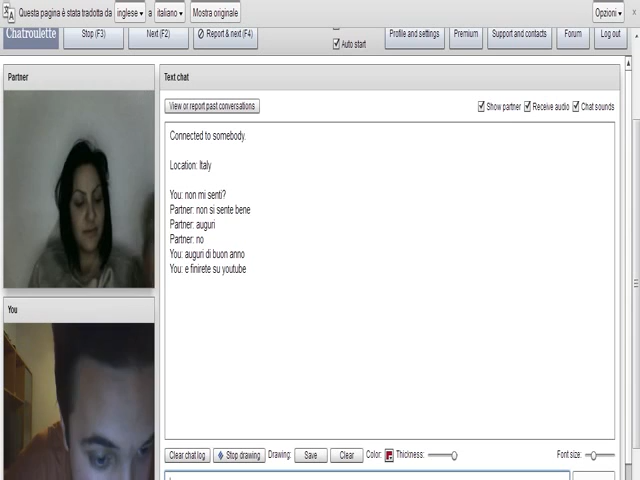 Questa pagina è stata tradotta da inglese a italiano Mostra originale Opzioni x
Chatroulette Stop (F3) Next (F2) Report & next (F4) Auto start Profile and settings Premium Support and contacts Forum Log out
Partner
Text chat
View or report past conversations Show partner Receive audio Chat sounds
Connected to somebody.
Location: Italy
You: non mi senti?
Partner: non si sente bene
Partner: auguri
Partner: no
You: auguri di buon anno
You: e finirete su youtube
You
Clear chat log Stop drawing Drawing: Save Clear Color: Thickness: Font size: